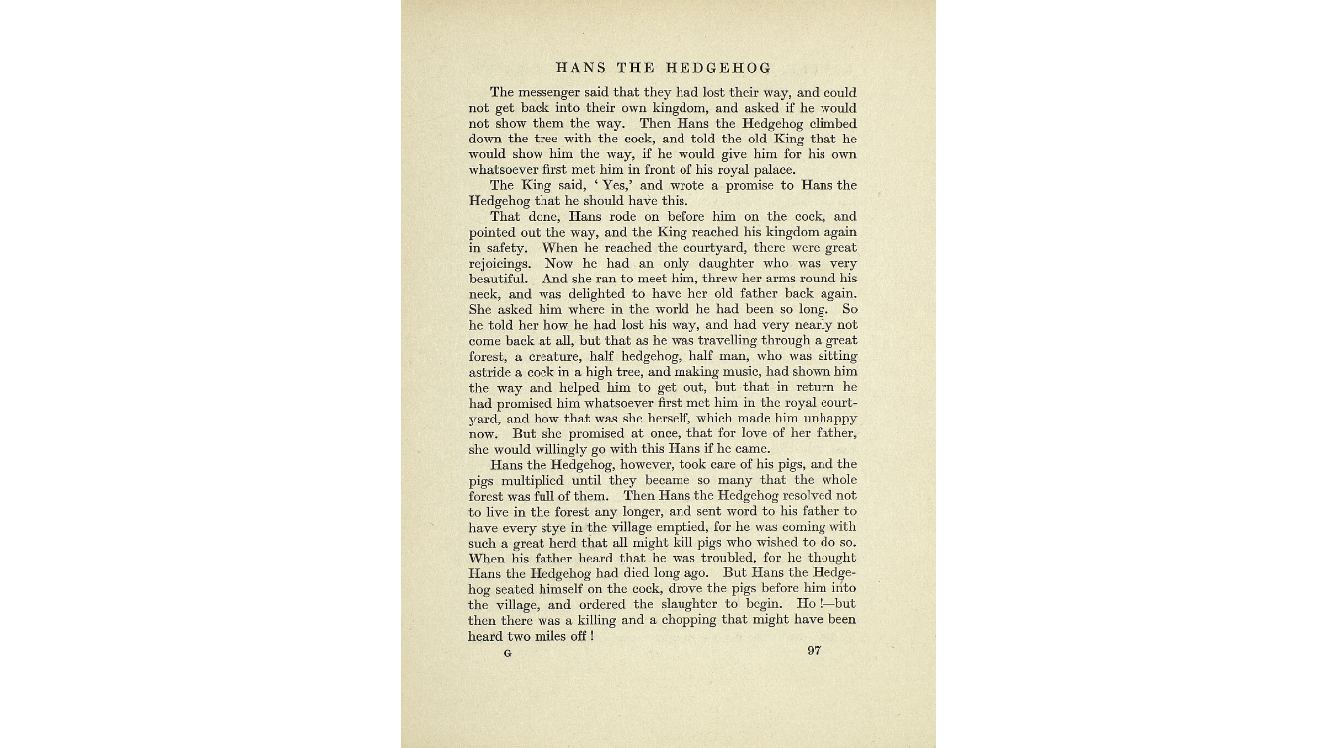 HANS THE HEDGEHOG
The messenger said that they had lost their way, and could
not get back into their own kingdom, and asked if he would
not show them the way. Then Hans the Hedgehog climbed
down the tree with the cock, and told the old King that he
would show him the way, if he would give him for his own
whatsoever first met him in front of his royal palace.
The King said, ‘ Yes,’ and wrote a promise to Hans the
Hedgehog that he should have this.
That done, Hans rode on before him on the cock, and
pointed out the way, and the King reached his kingdom again
in safety. When he reached the courtyard, there were great
rejoicings. Now he had an only daughter who was very
beautiful. And she ran to meet him, threw her arms round his
neck, and was delighted to have her old father back again.
She asked him where in the world he had been so long. So
he told her how he had lost his way, and had very nearly not
come back at all, but that as he was travelling through a great
forest, a creature, half hedgehog, half man, who was sitting
astride a cock in a high tree, and making music, had shown him
the way and helped him to get out, but that in return he
had promised him whatsoever first met him in the royal court-
yard, and how that was she herself, which made him unhappy
now. But she promised at once, that for love of her father,
she would willingly go with this Hans if he came.
Hans the Hedgehog, however, took care of his pigs, and the
pigs multiplied until they became so many that the whole
forest was full of them. Then Hans the Hedgehog resolved not
to live in the forest any longer, and sent word to his father to
have every stye in the village emptied, for he was coming with
such a great herd that all might kill pigs who wished to do so.
When his father heard that he was troubled, for he thought
Hans the Hedgehog had died long ago. But Hans the Hedge-
hog seated himself on the cock, drove the pigs before him into
the village, and ordered the slaughter to begin. Ho !—but
then there was a killing and a chopping that might have been
heard two miles off !
G 97